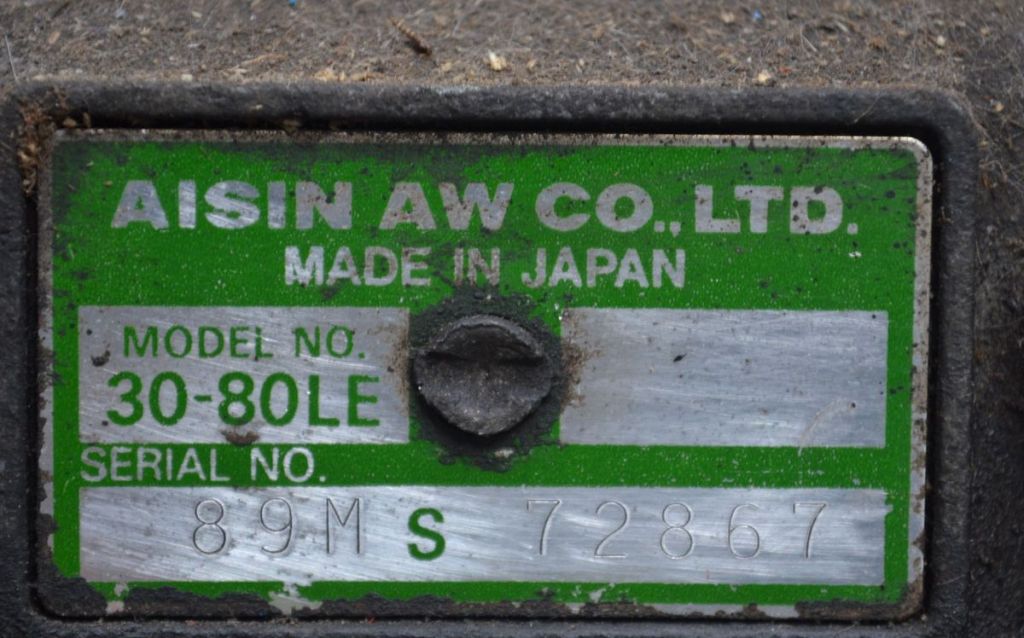 AISIN AW CO.,LTD.
MADE IN JAPAN
MODEL NO.
30-80LE
SERIAL NO.
89M S 72867